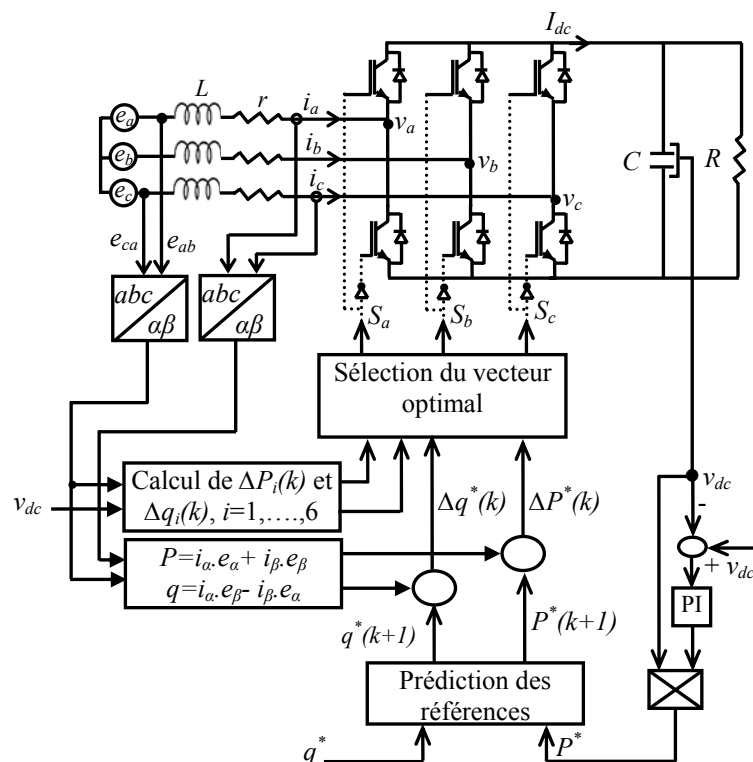 I_dc
L
r
i_a
e_a
v_a
i_b
e_b
v_b
C
R
i_c
e_c
v_c
e_ca
e_ab
abc
αβ
abc
αβ
S_a
S_b
S_c
Sélection du vecteur
optimal
v_dc
Calcul de ΔP_i(k) et
Δq_i(k), i=1,….,6
v_dc
Δq*(k)
ΔP*(k)
-
+
v_dc
P=i_α.e_α+ i_β.e_β
q=i_α.e_β- i_β.e_α
PI
q*(k+1)
P*(k+1)
Prédiction des
références
q*
P*